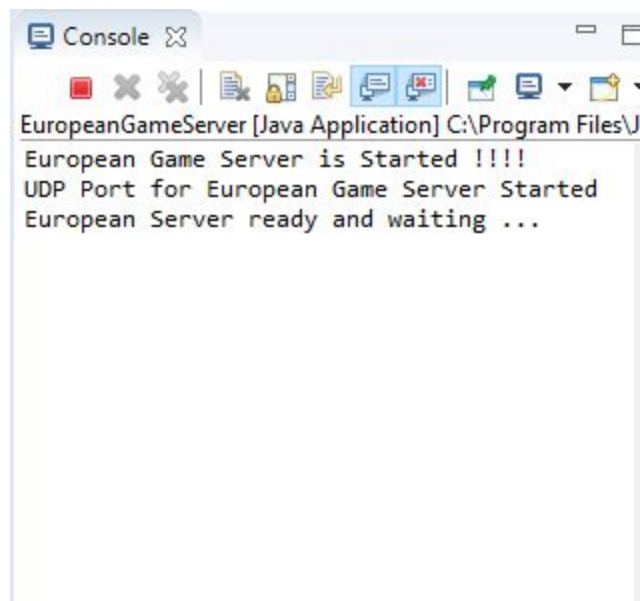 Console
EuropeanGameServer [Java Application] C:\Program Files\J
European Game Server is Started !!!!
UDP Port for European Game Server Started
European Server ready and waiting ...